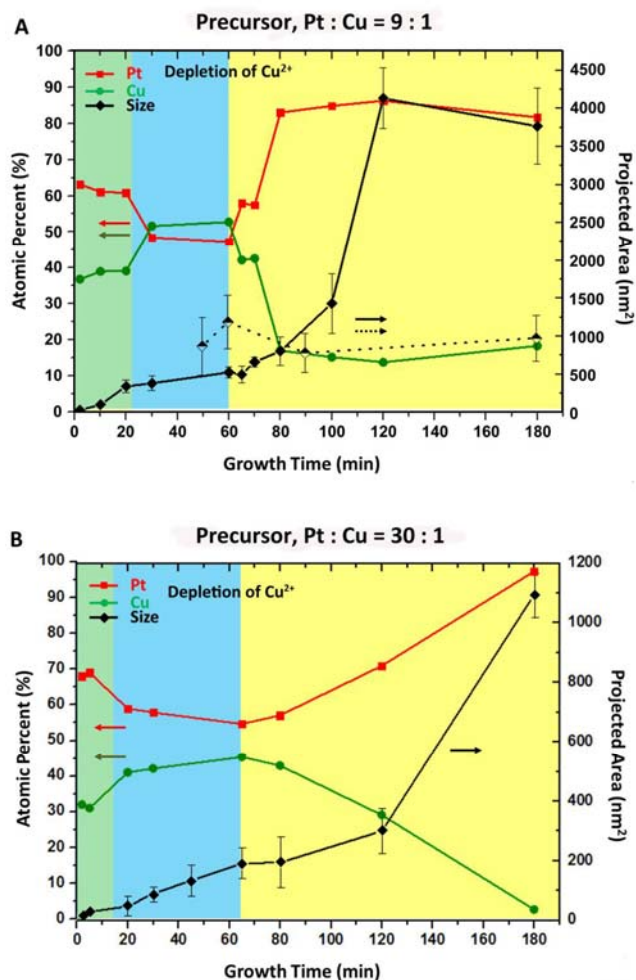 A
Precursor, Pt : Cu = 9 : 1
Depletion of Cu2+
Pt
Cu
Size
100
90
80
70
60
50
40
30
20
10
0
4500
4000
3500
3000
2500
2000
1500
1000
500
0
Atomic Percent (%)
Projected Area (nm2)
0 20 40 60 80 100 120 140 160 180
Growth Time (min)
B
Precursor, Pt : Cu = 30 : 1
Depletion of Cu2+
Pt
Cu
Size
100
90
80
70
60
50
40
30
20
10
0
1200
1000
800
600
400
200
0
Atomic Percent (%)
Projected Area (nm2)
0 20 40 60 80 100 120 140 160 180
Growth Time (min)